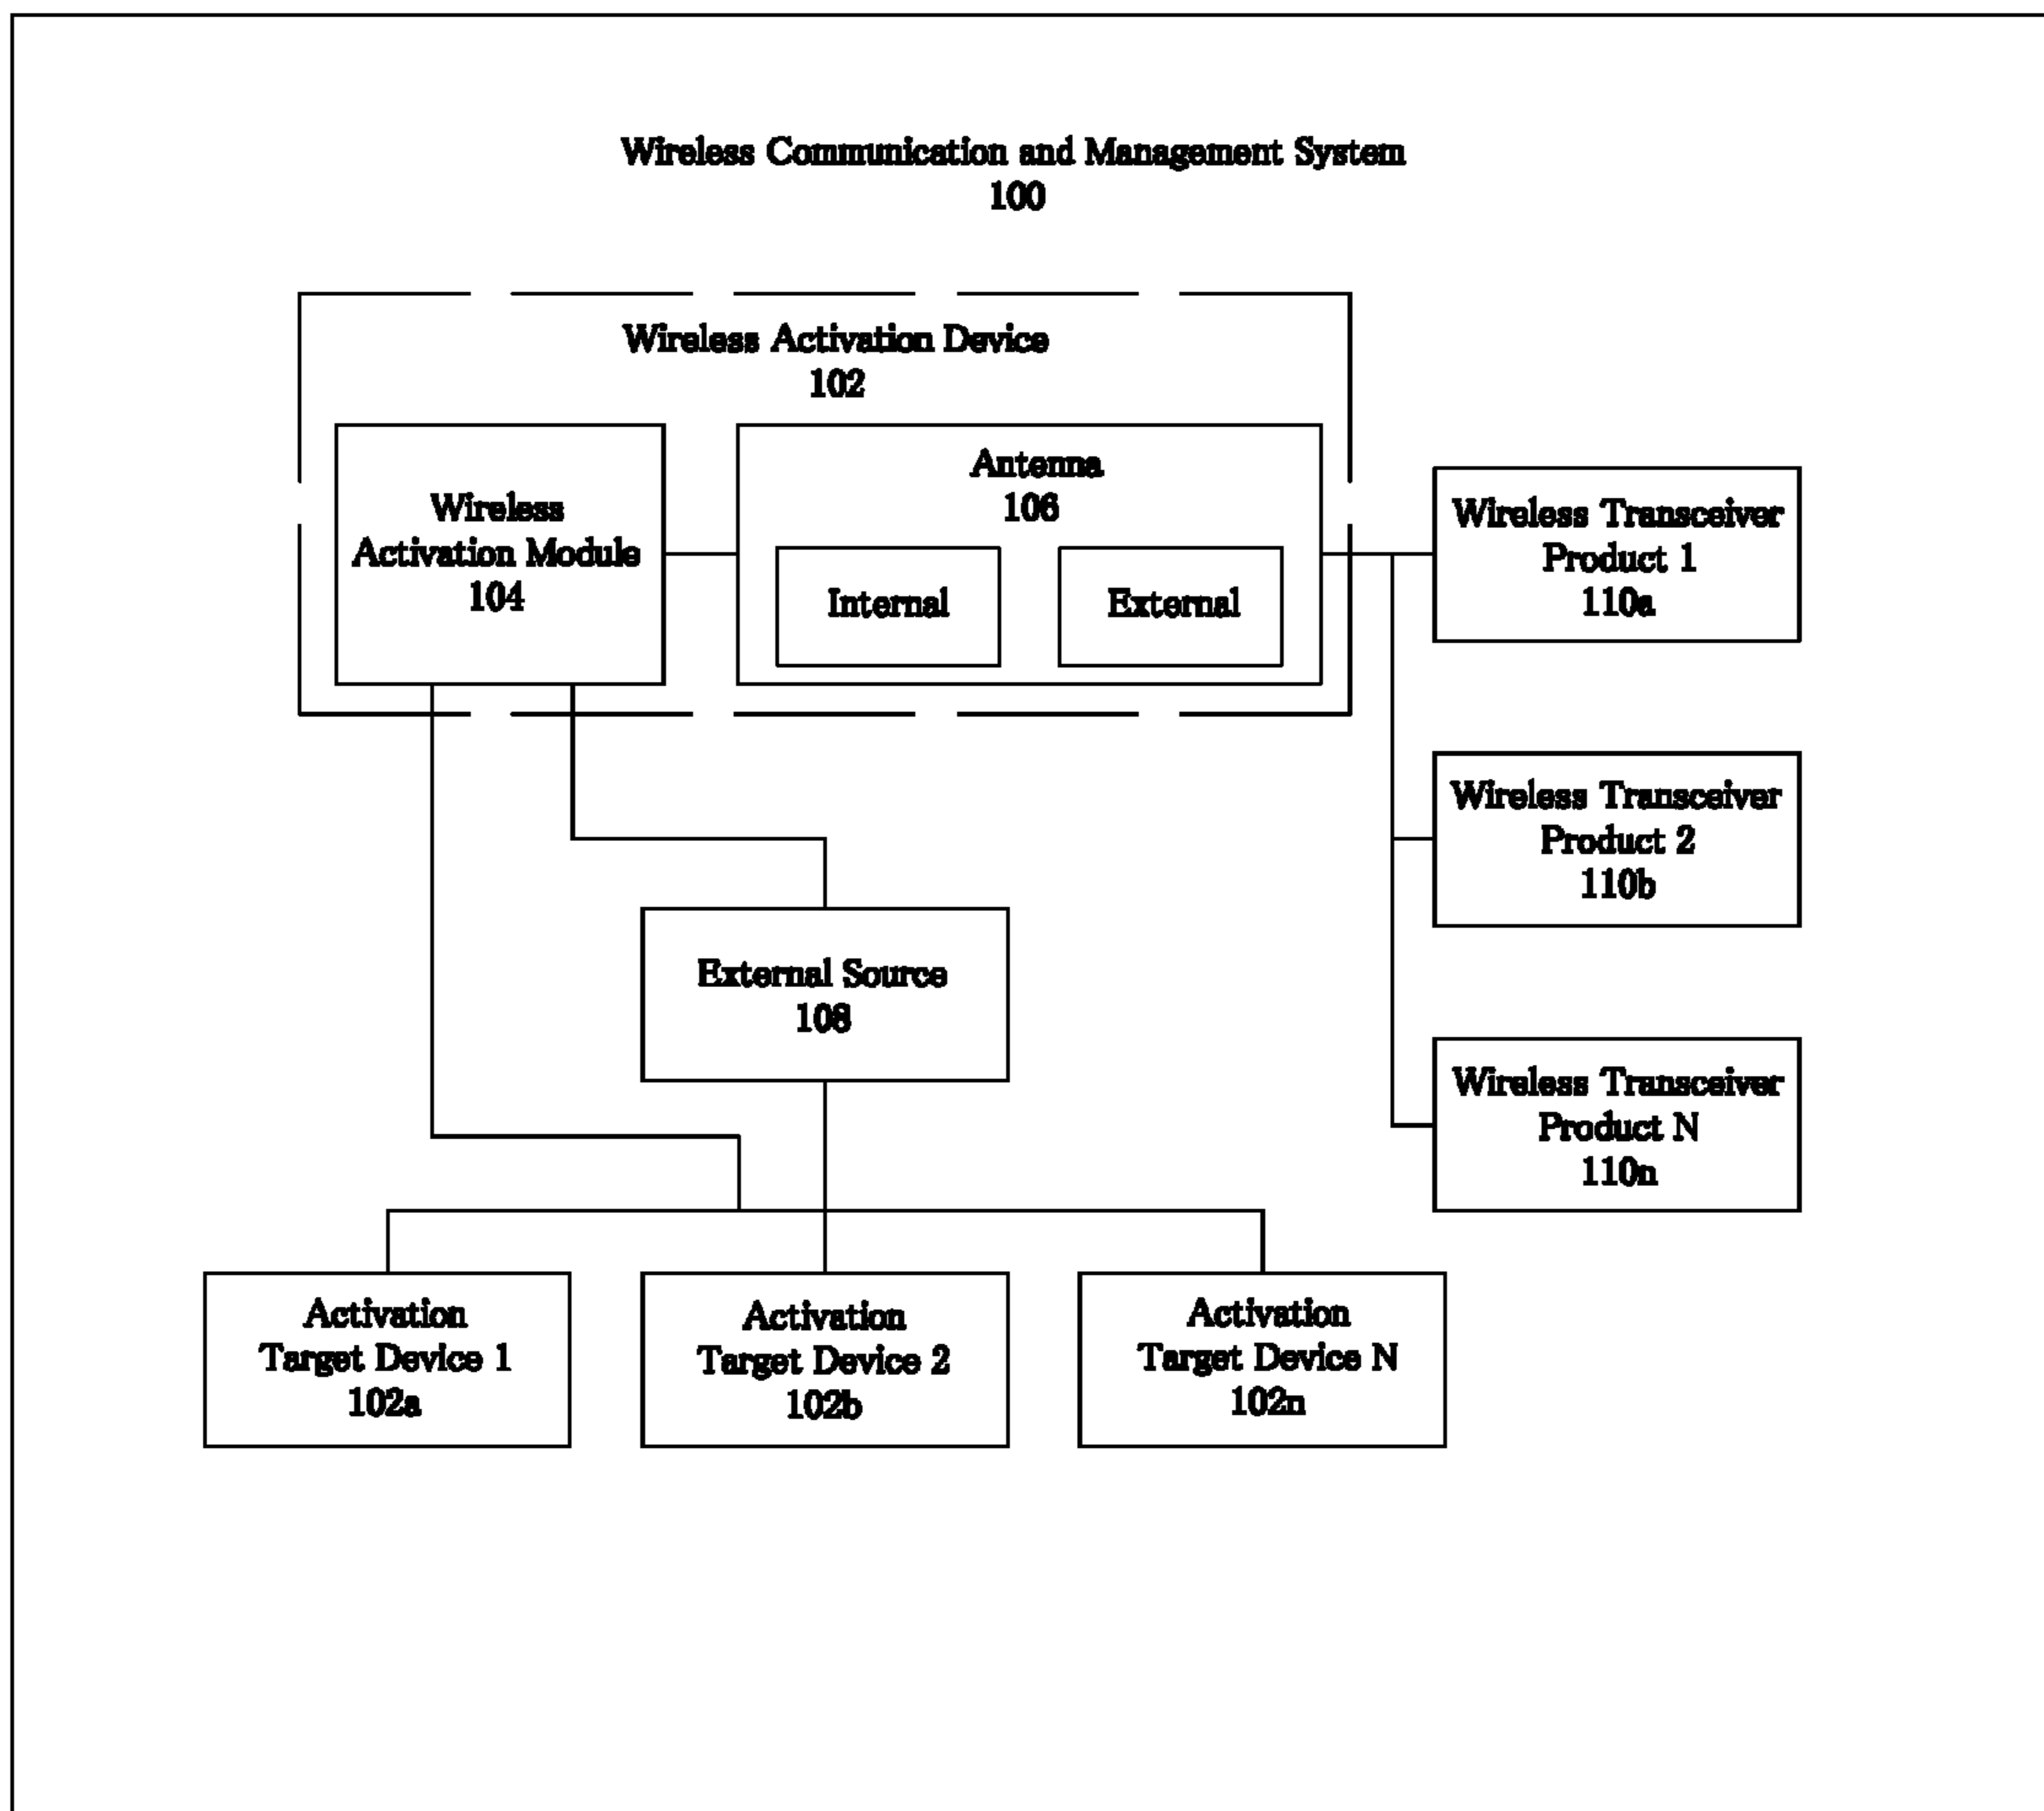 Wireless Communication and Management System
100
Wireless Activation Device
102
Wireless
Activation Module
104
Antenna
106
Internal
External
Wireless Transceiver
Product 1
110a
Wireless Transceiver
Product 2
110b
External Source
108
Wireless Transceiver
Product N
110n
Activation
Target Device 1
102a
Activation
Target Device 2
102b
Activation
Target Device N
102n